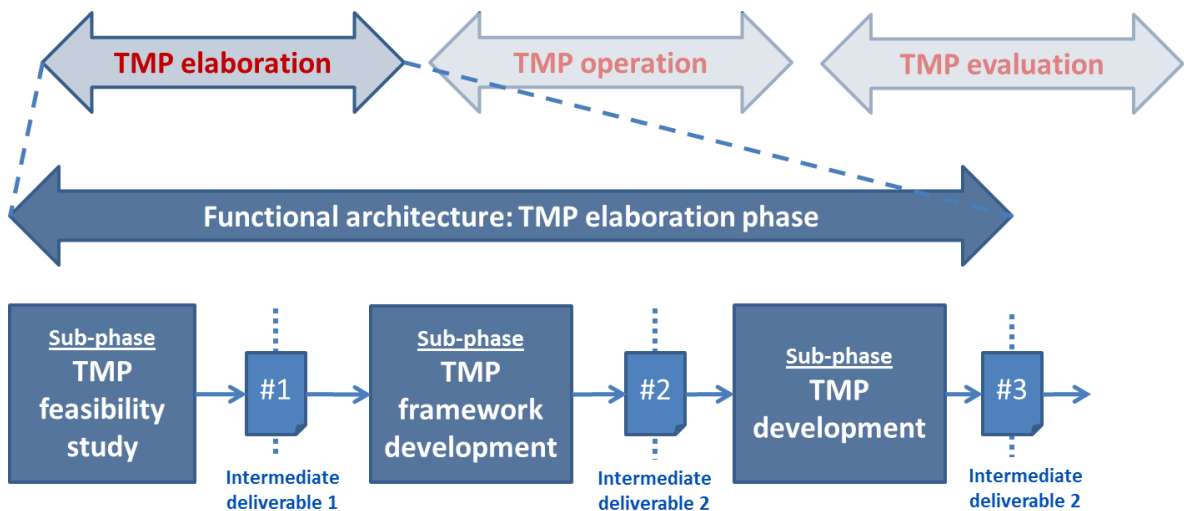 TMP elaboration
TMP operation
TMP evaluation
Functional architecture: TMP elaboration phase
Sub-phase
TMP
feasibility
study
#1
Intermediate
deliverable 1
Sub-phase
TMP
framework
development
#2
Intermediate
deliverable 2
Sub-phase
TMP
development
#3
Intermediate
deliverable 2